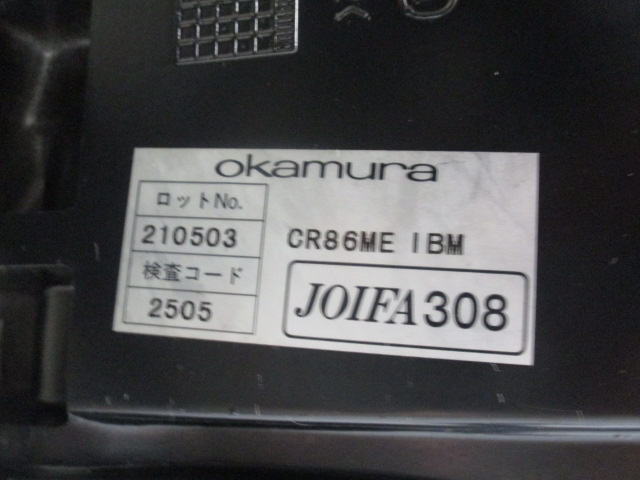 okamura
ロットNo.
210503
検査コード
2505
CR86ME IBM
JOIFA308